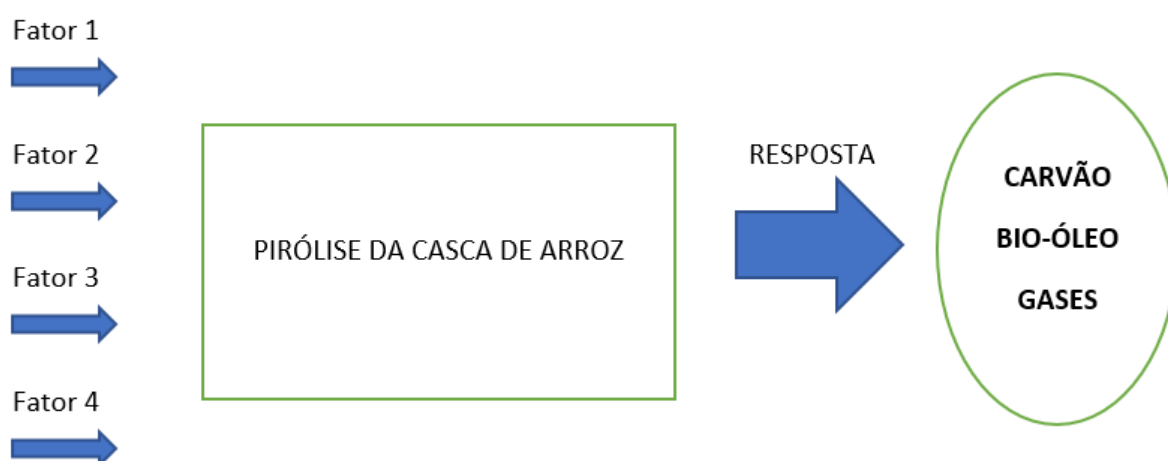 Fator 1
Fator 2
Fator 3
Fator 4
PIRÓLISE DA CASCA DE ARROZ
RESPOSTA
CARVÃO
BIO-ÓLEO
GASES